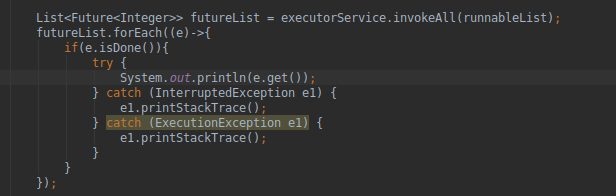 List<Future<Integer>> futureList = executorService.invokeAll(runnableList);
futureList.forEach((e)->{
    if(e.isDone()){
        try {
            System.out.println(e.get());
        } catch (InterruptedException e1) {
            e1.printStackTrace();
        } catch (ExecutionException e1) {
            e1.printStackTrace();
        }
    }
});